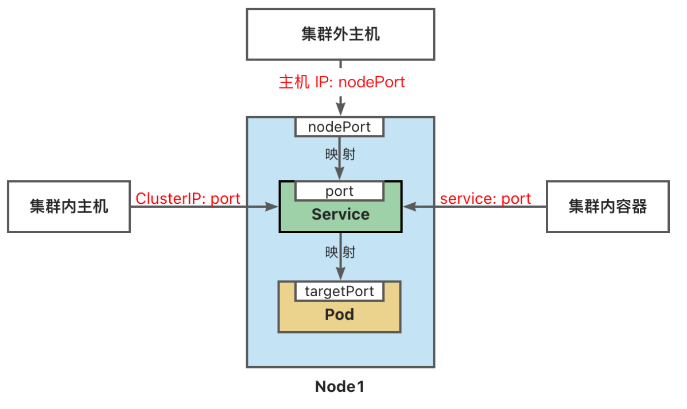 集群外主机
主机 IP: nodePort
nodePort
映射
集群内主机
ClusterIP: port
port
Service
service: port
集群内容器
映射
targetPort
Pod
Node1